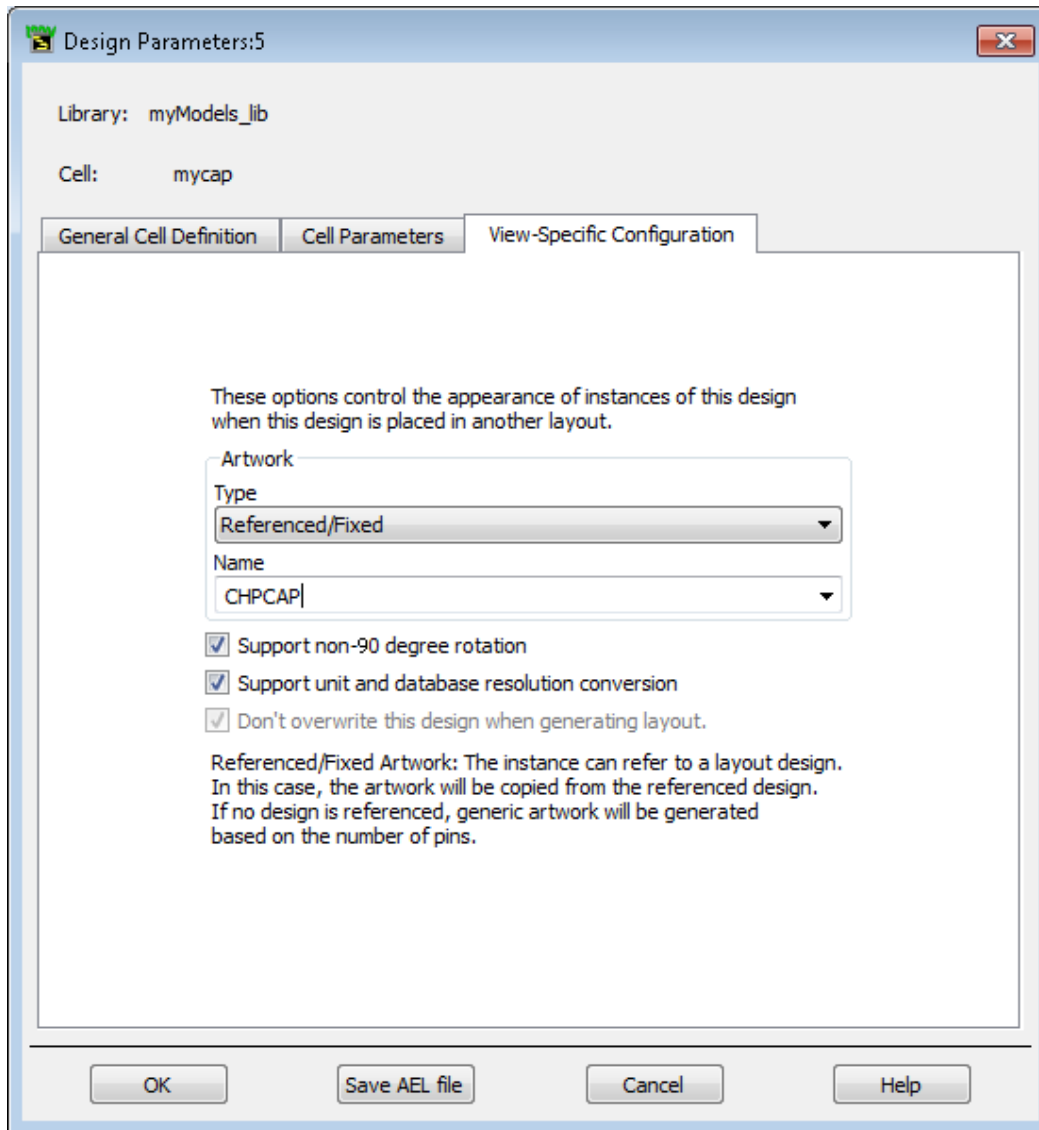 Design Parameters:5
Library: myModels_lib
Cell: mycap
General Cell Definition Cell Parameters View-Specific Configuration
These options control the appearance of instances of this design
when this design is placed in another layout.
Artwork
Type
Referenced/Fixed
Name
CHPCAP
Support non-90 degree rotation
Support unit and database resolution conversion
Don't overwrite this design when generating layout.
Referenced/Fixed Artwork: The instance can refer to a layout design.
In this case, the artwork will be copied from the referenced design.
If no design is referenced, generic artwork will be generated
based on the number of pins.
OK Save AEL file Cancel Help